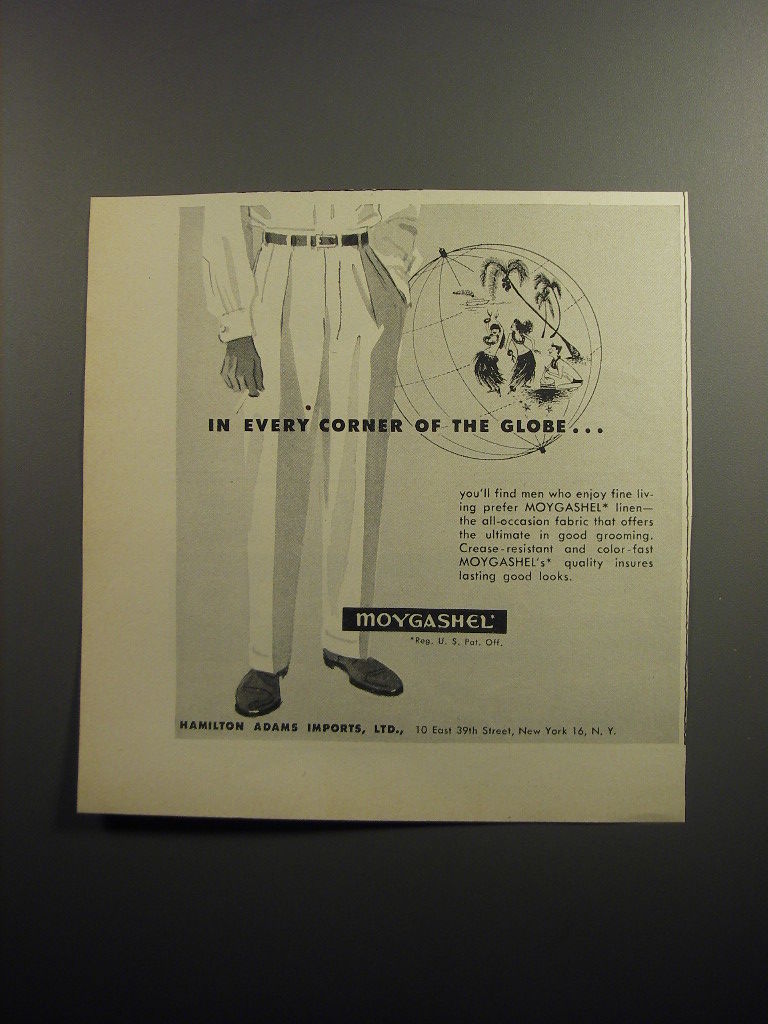 IN EVERY CORNER OF THE GLOBE...
you'll find men who enjoy fine liv-
ing prefer MOYGASHEL* linen—
the all-occasion fabric that offers
the ultimate in good grooming.
Crease-resistant and color-fast
MOYGASHEL's* quality insures
lasting good looks.
MOYGASHEL*
*Reg. U. S. Pat. Off.
HAMILTON ADAMS IMPORTS, LTD., 10 East 39th Street, New York 16, N. Y.